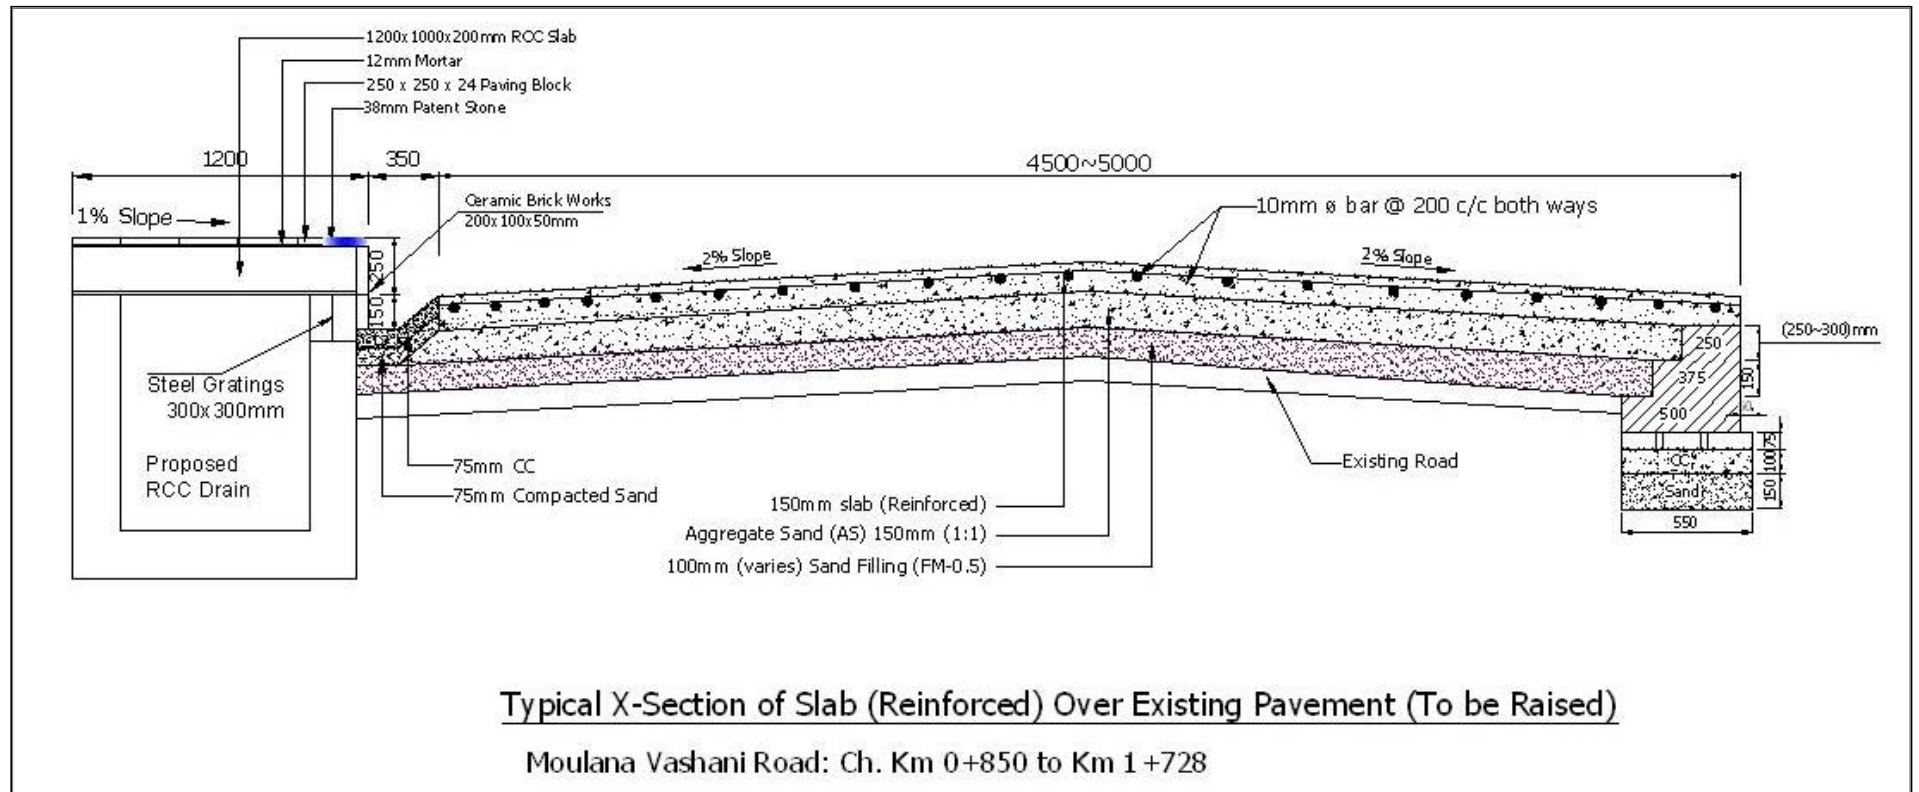 1200x1000x200mm RCC Slab
12mm Mortar
250 x 250 x 24 Paving Block
38mm Patent Stone
1200
350
4500~5000
1% Slope
Ceramic Brick Works
200x100x50mm
10mm ø bar @ 200 c/c both ways
2% Slope
2% Slope
250
150
(250~300)mm
250
375
150
500
Steel Gratings
300x300mm
Proposed
RCC Drain
75mm CC
75mm Compacted Sand
Existing Road
75
CC
100
Sand
150
550
150mm slab (Reinforced)
Aggregate Sand (AS) 150mm (1:1)
100mm (varies) Sand Filling (FM-0.5)
Typical X-Section of Slab (Reinforced) Over Existing Pavement (To be Raised)
Moulana Vashani Road: Ch. Km 0+850 to Km 1+728